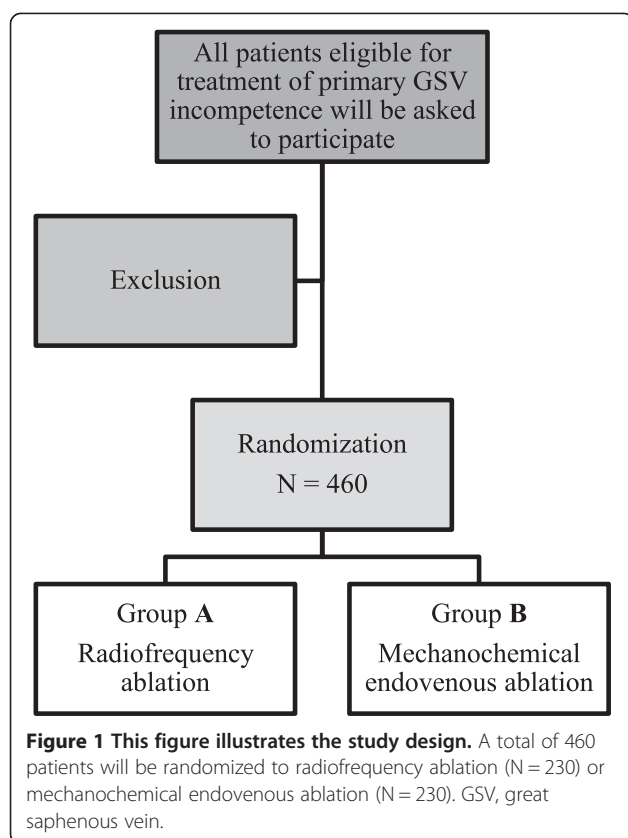 All patients eligible for
treatment of primary GSV
incompetence will be asked
to participate
Exclusion
Randomization
N = 460
Group A
Radiofrequency
ablation
Group B
Mechanochemical
endovenous ablation
Figure 1 This figure illustrates the study design. A total of 460
patients will be randomized to radiofrequency ablation (N = 230) or
mechanochemical endovenous ablation (N = 230). GSV, great
saphenous vein.